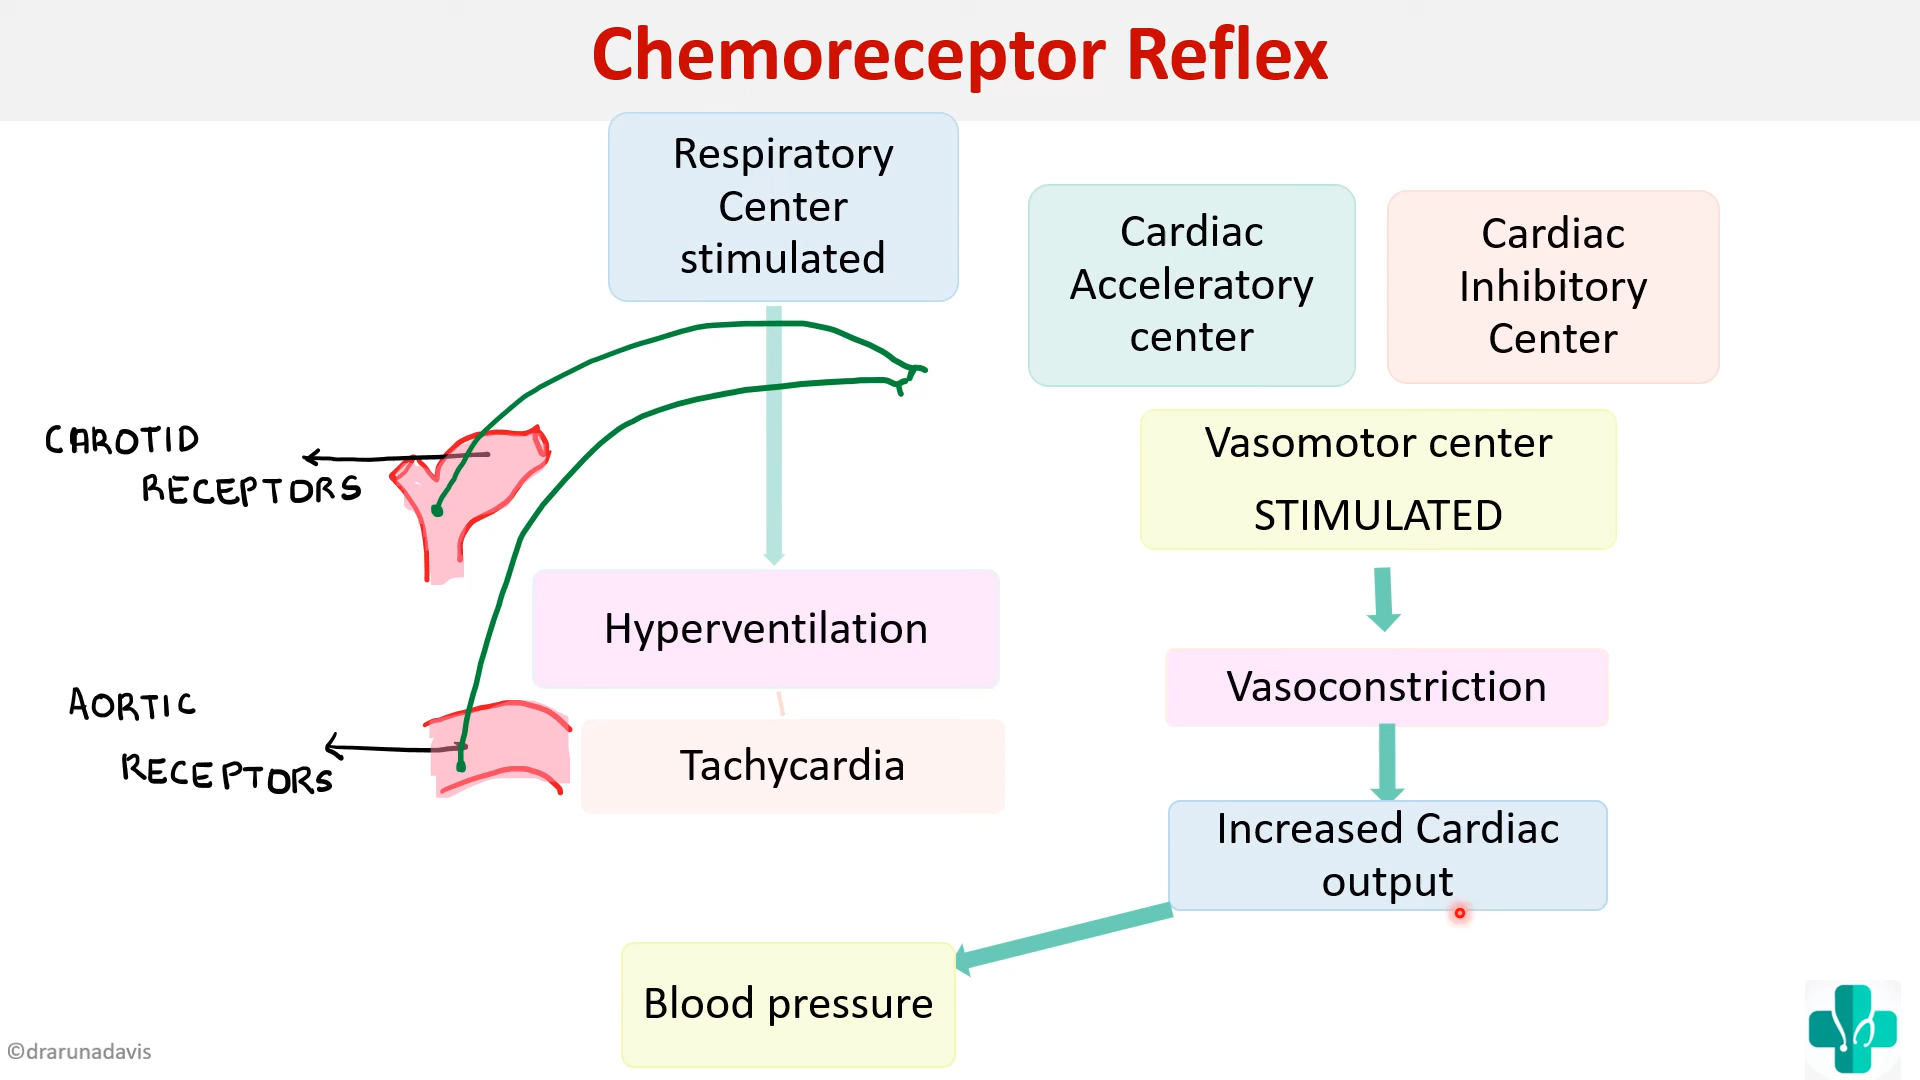 Chemoreceptor Reflex
Respiratory
Center
stimulated
Cardiac
Acceleratory
center
Cardiac
Inhibitory
Center
CAROTID
RECEPTORS
Vasomotor center
STIMULATED
Hyperventilation
Vasoconstriction
AORTIC
RECEPTORS
Tachycardia
Increased Cardiac
output
Blood pressure
©drarunadavis